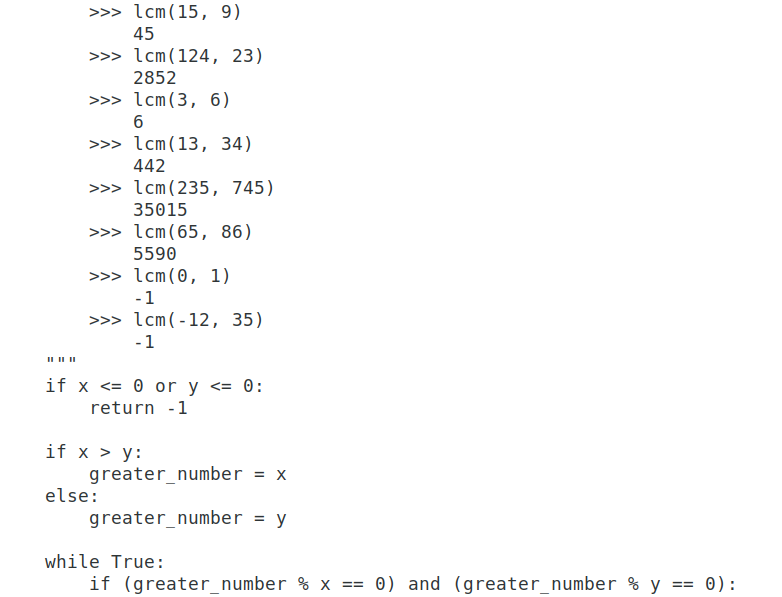 >>> lcm(15, 9)
    45
>>> lcm(124, 23)
    2852
>>> lcm(3, 6)
    6
>>> lcm(13, 34)
    442
>>> lcm(235, 745)
    35015
>>> lcm(65, 86)
    5590
>>> lcm(0, 1)
    -1
>>> lcm(-12, 35)
    -1
"""
if x <= 0 or y <= 0:
    return -1
if x > y:
    greater_number = x
else:
    greater_number = y
while True:
    if (greater_number % x == 0) and (greater_number % y == 0):